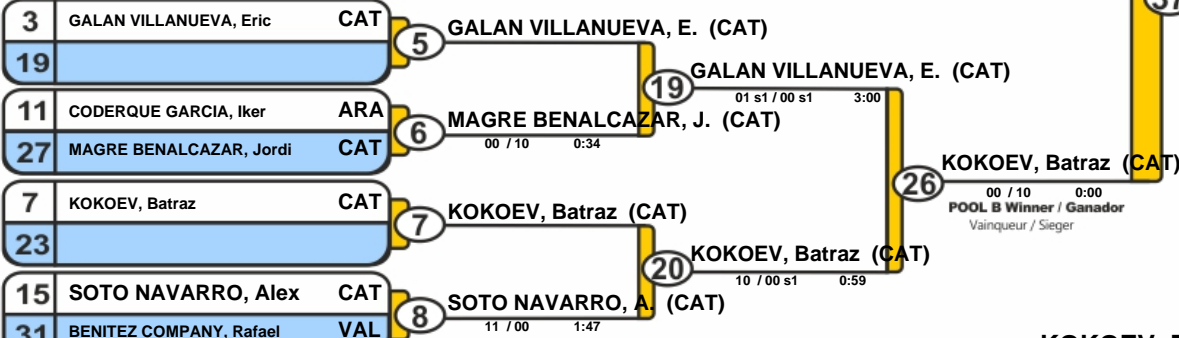 3 GALAN VILLANUEVA, Eric CAT
19
5
GALAN VILLANUEVA, E. (CAT)
11 CODERQUE GARCIA, Iker ARA
27 MAGRE BENALCAZAR, Jordi CAT
6
MAGRE BENALCAZAR, J. (CAT)
00 / 10 0:34
19
GALAN VILLANUEVA, E. (CAT)
01 s1 / 00 s1 3:00
7 KOKOEV, Batraz CAT
23
7
KOKOEV, Batraz (CAT)
15 SOTO NAVARRO, Alex CAT
31 BENITEZ COMPANY, Rafael VAL
8
SOTO NAVARRO, A. (CAT)
11 / 00 1:47
20
KOKOEV, Batraz (CAT)
10 / 00 s1 0:59
26
KOKOEV, Batraz (CAT)
00 / 10 0:00
POOL B Winner / Ganador
Vainqueur / Sieger
37
KOKOEV,